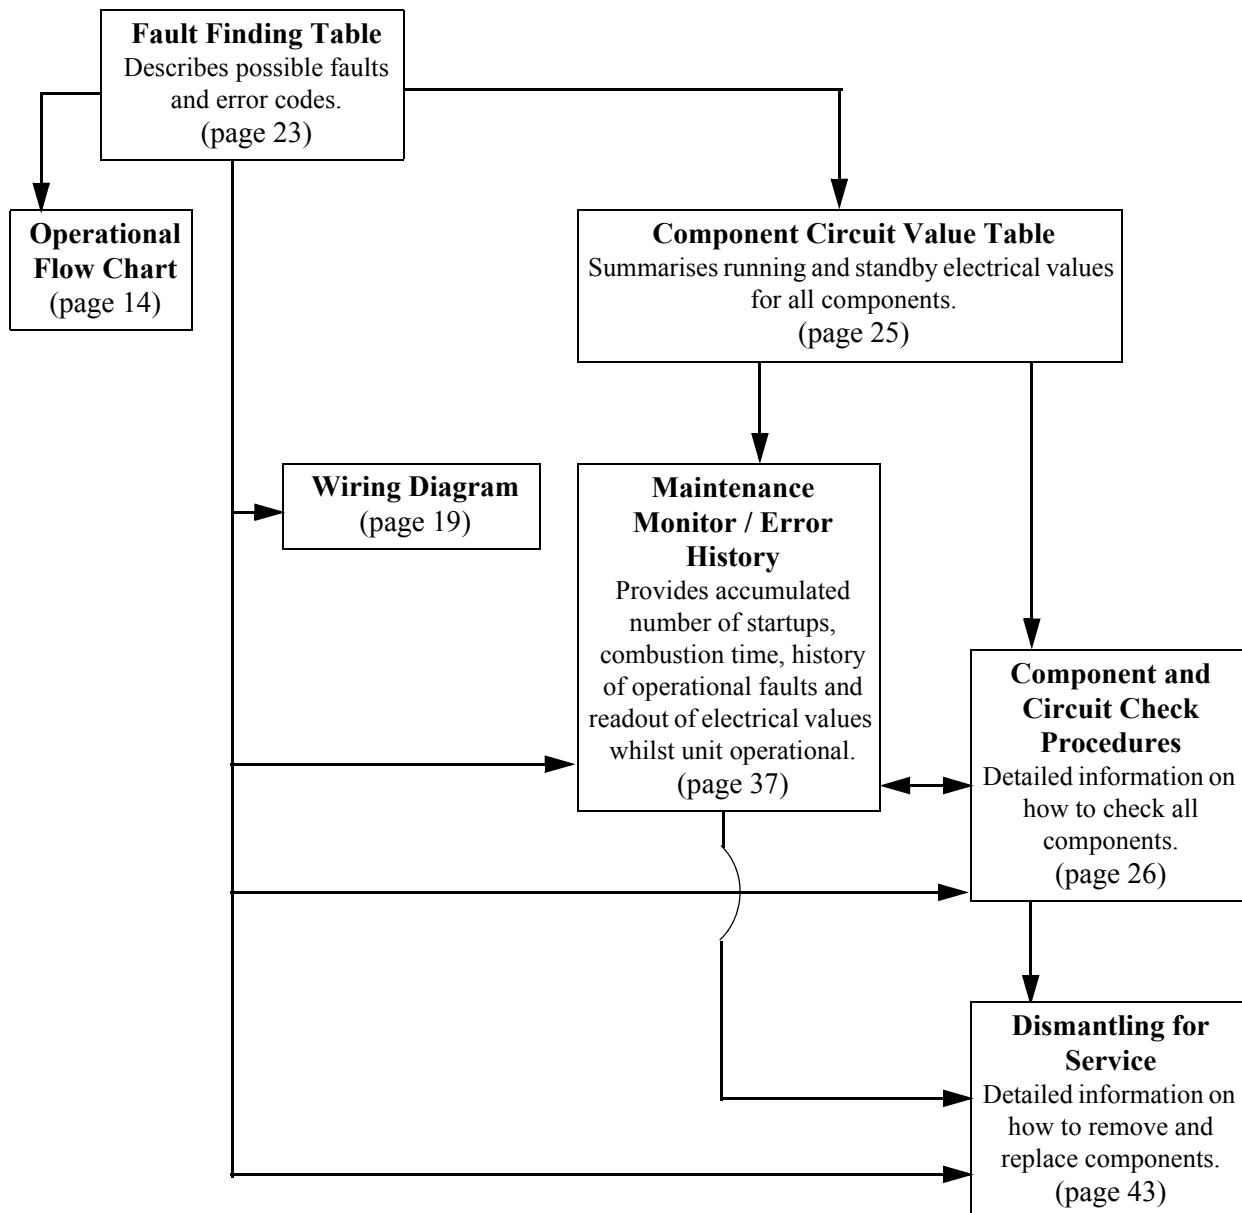 Fault Finding Table
Describes possible faults
and error codes.
(page 23)
Operational
Flow Chart
(page 14)
Component Circuit Value Table
Summarises running and standby electrical values
for all components.
(page 25)
Wiring Diagram
(page 19)
Maintenance
Monitor / Error
History
Provides accumulated
number of startups,
combustion time, history
of operational faults and
readout of electrical values
whilst unit operational.
(page 37)
Component and
Circuit Check
Procedures
Detailed information on
how to check all
components.
(page 26)
Dismantling for
Service
Detailed information on
how to remove and
replace components.
(page 43)